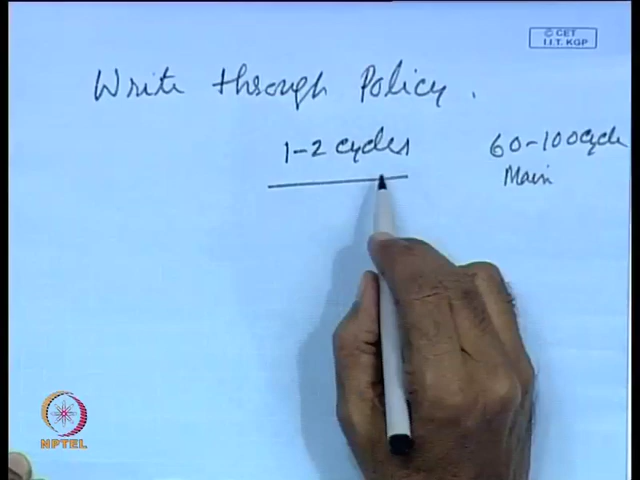 © CET
I.I.T. KGP
Write through Policy.
1-2 cycles
60-100 cycle
Main
NPTEL